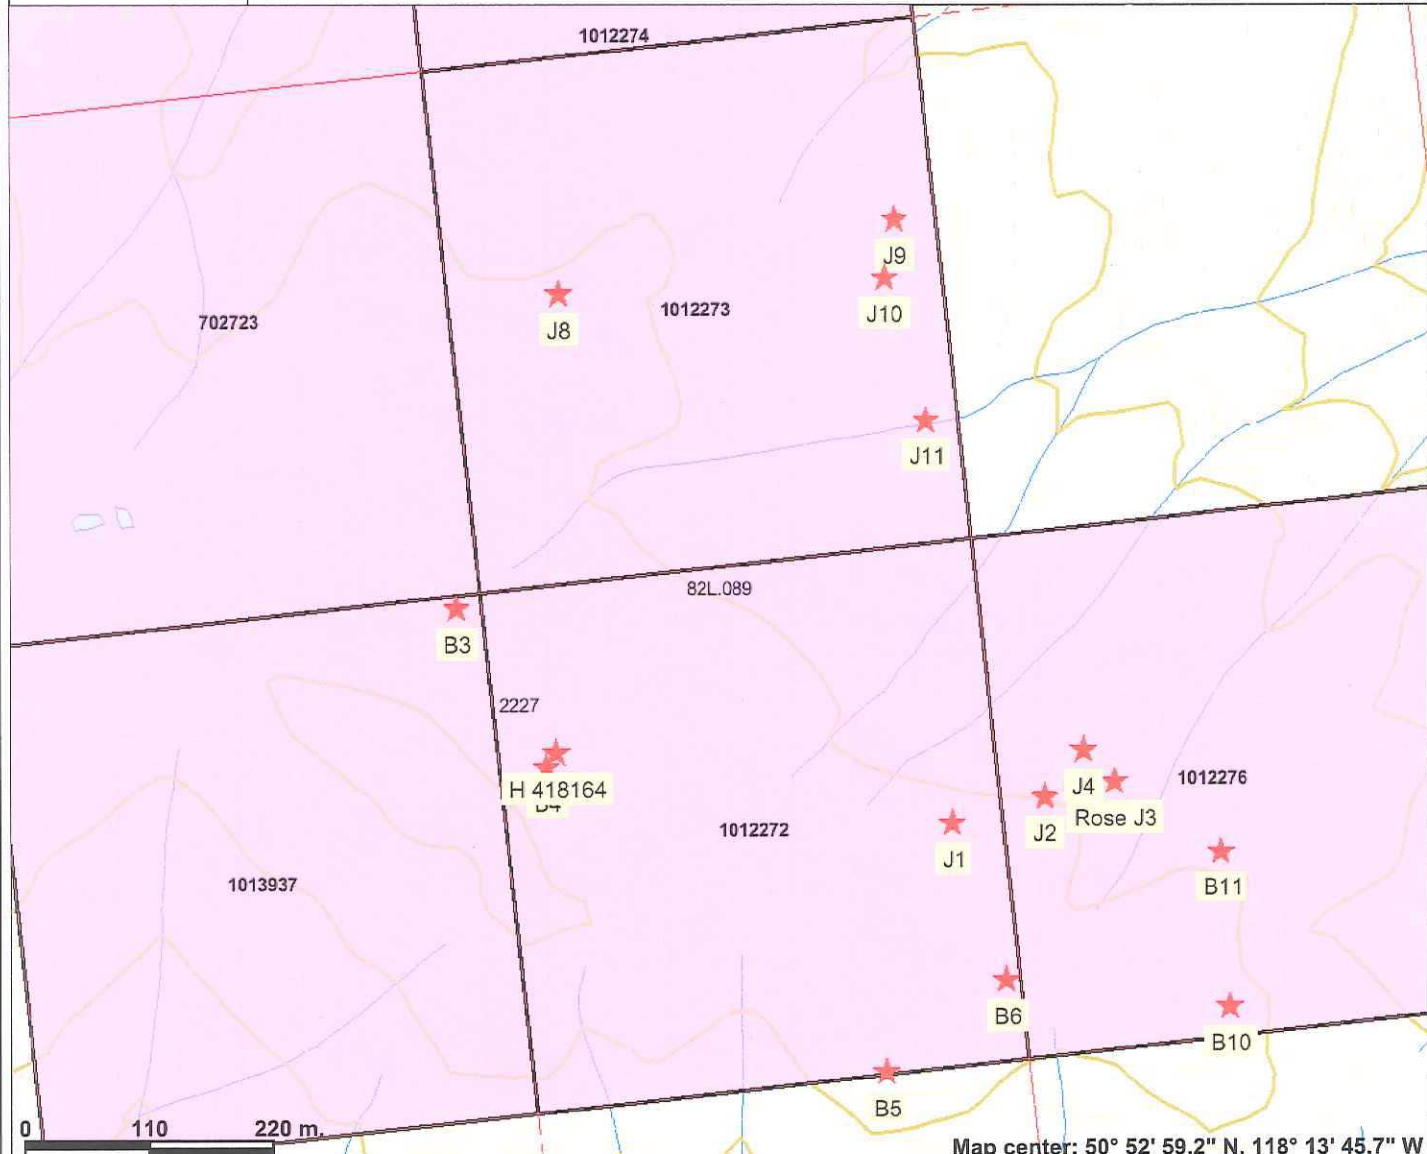 1012274
J9
J8
1012273
J10
702723
J11
82L.089
B3
2227
H 418164
B4
J4
1012276
Rose J3
J2
1012272
J1
B11
1013937
B6
B10
B5
0 110 220 m.
Map center: 50° 52' 59.2" N, 118° 13' 45.7" W